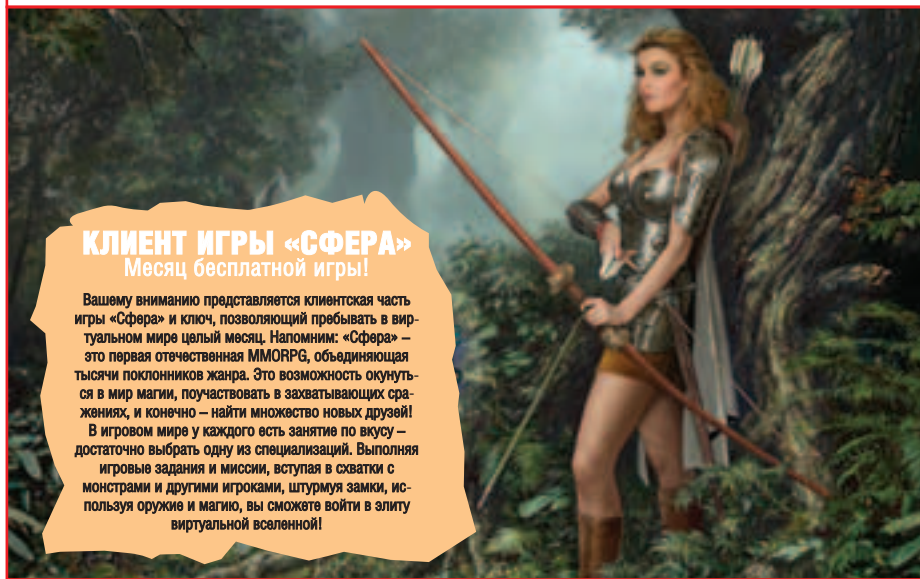 КЛИЕНТ ИГРЫ «СФЕРА»
Месяц бесплатной игры!
Вашему вниманию представляется клиентская часть
игры «Сфера» и ключ, позволяющий пребывать в вир-
туальном мире целый месяц. Напомним: «Сфера» –
это первая отечественная MMORPG, объединяющая
тысячи поклонников жанра. Это возможность окунуть-
ся в мир магии, поучаствовать в захватывающих сра-
жениях, и конечно – найти множество новых друзей!
В игровом мире у каждого есть занятие по вкусу –
достаточно выбрать одну из специализаций. Выполняя
игровые задания и миссии, вступая в схватки с
монстрами и другими игроками, штурмуя замки, ис-
пользуя оружие и магию, вы сможете войти в элиту
виртуальной вселенной!